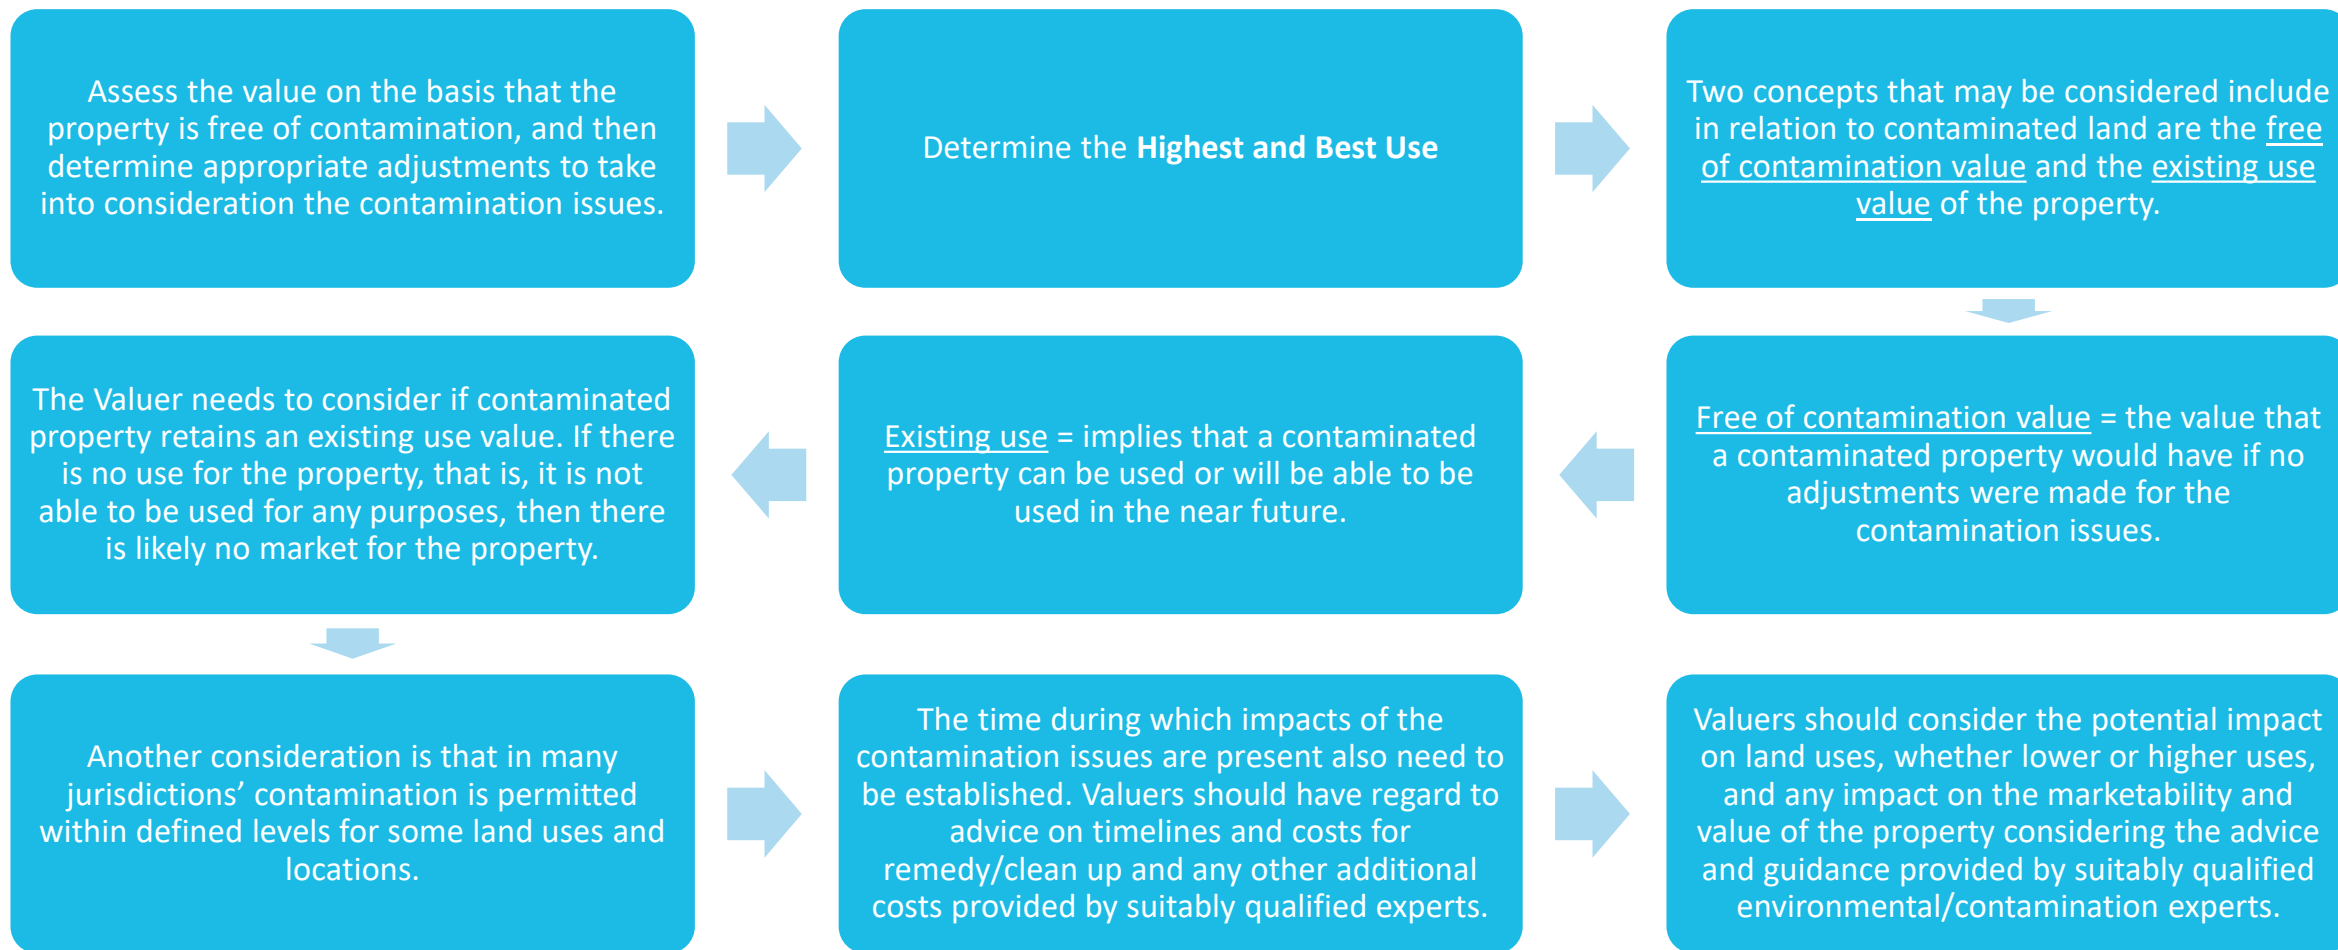 Assess the value on the basis that the
property is free of contamination, and then
determine appropriate adjustments to take
into consideration the contamination issues.
Determine the Highest and Best Use
Two concepts that may be considered include
in relation to contaminated land are the free
of contamination value and the existing use
value of the property.
Free of contamination value = the value that
a contaminated property would have if no
adjustments were made for the
contamination issues.
Existing use = implies that a contaminated
property can be used or will be able to be
used in the near future.
The Valuer needs to consider if contaminated
property retains an existing use value. If there
is no use for the property, that is, it is not
able to be used for any purposes, then there
is likely no market for the property.
Another consideration is that in many
jurisdictions’ contamination is permitted
within defined levels for some land uses and
locations.
The time during which impacts of the
contamination issues are present also need to
be established. Valuers should have regard to
advice on timelines and costs for
remedy/clean up and any other additional
costs provided by suitably qualified experts.
Valuers should consider the potential impact
on land uses, whether lower or higher uses,
and any impact on the marketability and
value of the property considering the advice
and guidance provided by suitably qualified
environmental/contamination experts.